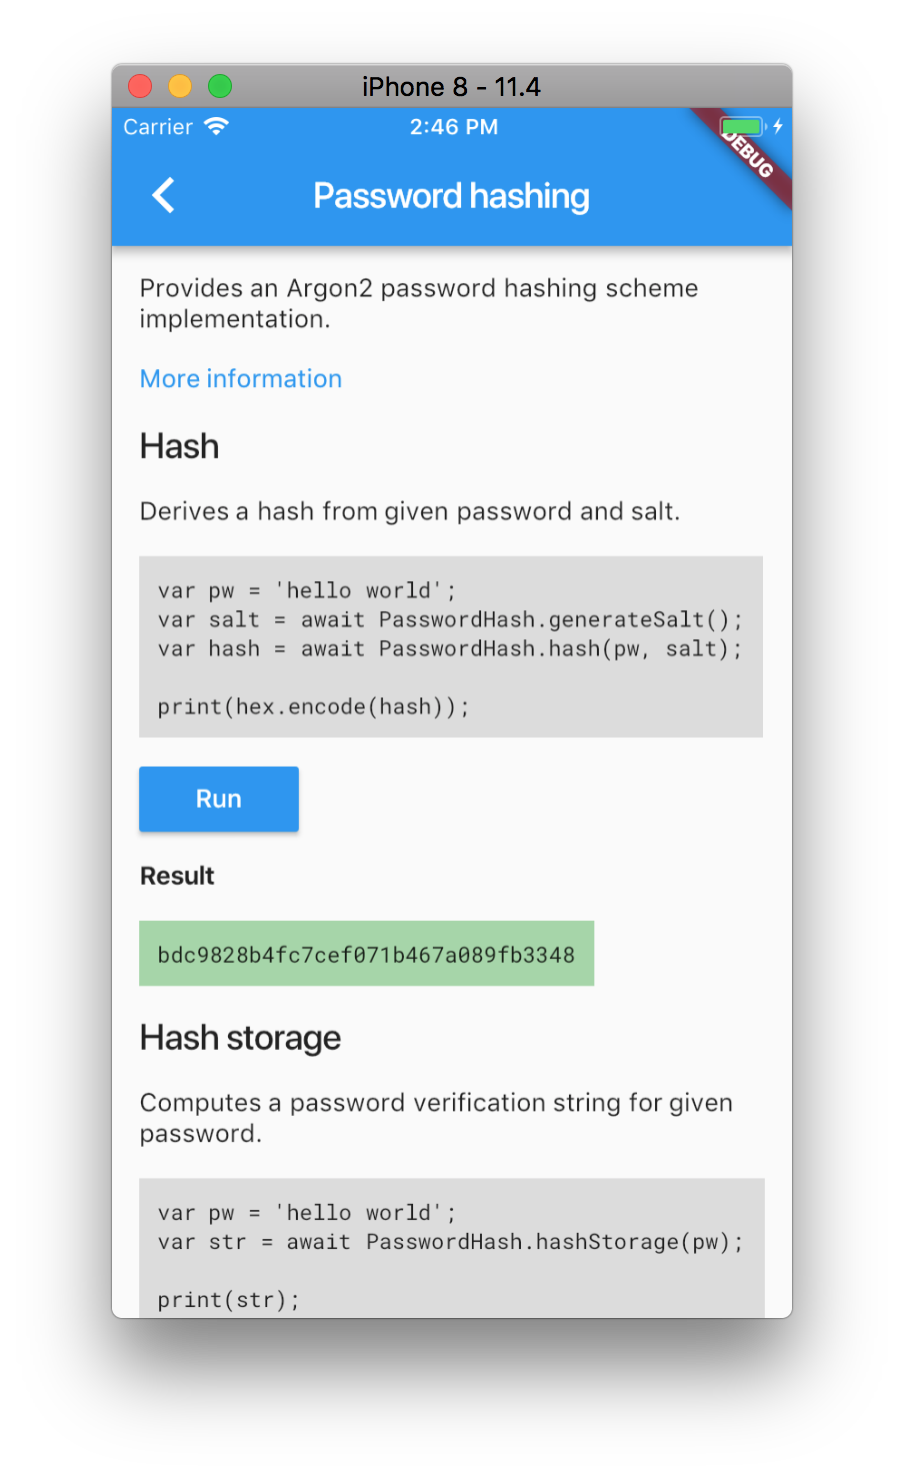 iPhone 8 - 11.4
Carrier 2:46 PM
DEBUG
Password hashing
Provides an Argon2 password hashing scheme
implementation.
More information
Hash
Derives a hash from given password and salt.
var pw = 'hello world';
var salt = await PasswordHash.generateSalt();
var hash = await PasswordHash.hash(pw, salt);
print(hex.encode(hash));
Run
Result
bdc9828b4fc7cef071b467a089fb3348
Hash storage
Computes a password verification string for given
password.
var pw = 'hello world';
var str = await PasswordHash.hashStorage(pw);
print(str);